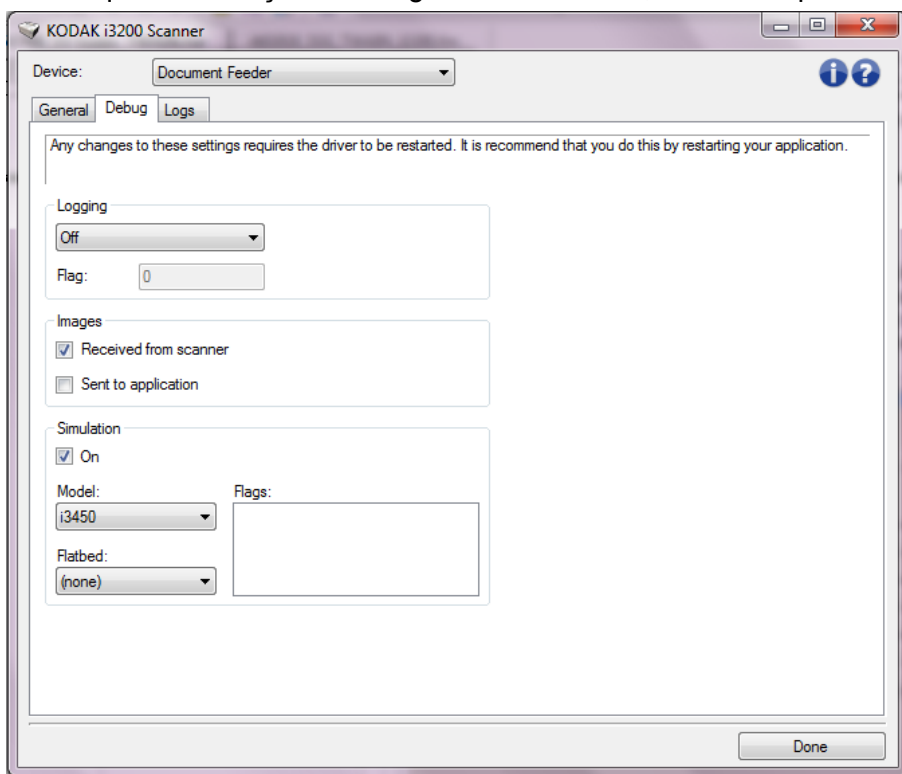 KODAK i3200 Scanner
Device: Document Feeder
General Debug Logs
Any changes to these settings requires the driver to be restarted. It is recommend that you do this by restarting your application.
Logging
Off
Flag: 0
Images
Received from scanner
Sent to application
Simulation
On
Model: Flags:
i3450
Flatbed:
(none)
Done